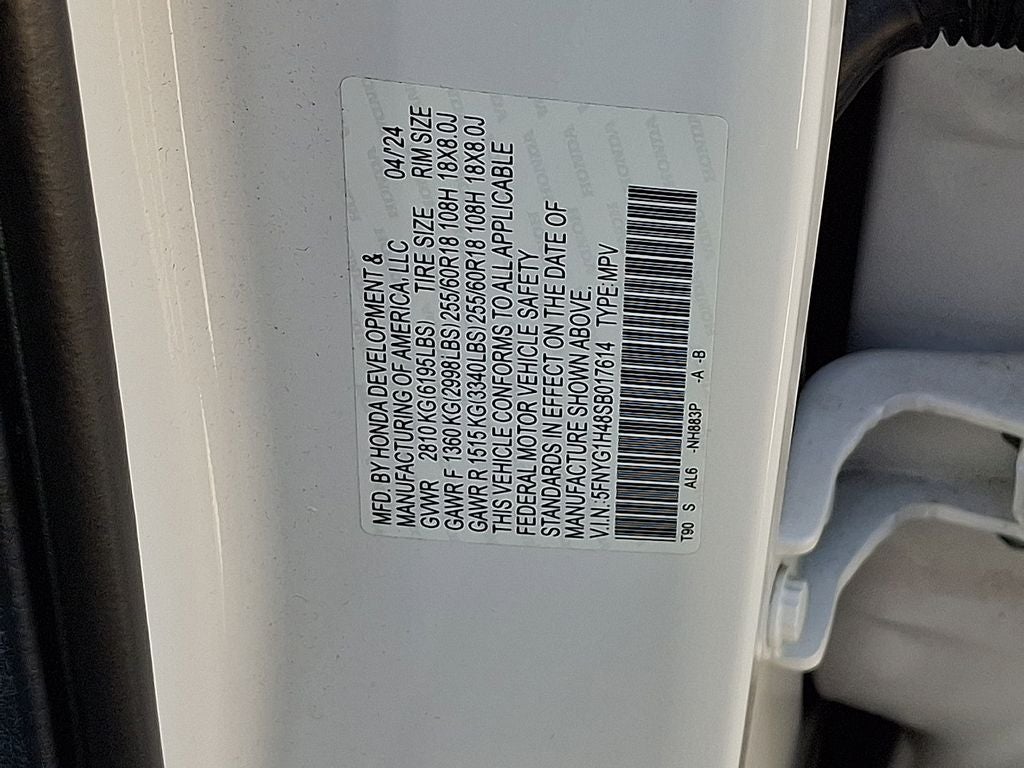 MFD. BY HONDA DEVELOPMENT &
MANUFACTURING OF AMERICA, LLC 04/24
GVWR 2810 KG(6195LBS) TIRE SIZE RIM SIZE
GAWR F 1360 KG(2998LBS)255/60R18 108H 18X8.0J
GAWR R 1515 KG(3340LBS)255/60R18 108H 18X8.0J
THIS VEHICLE CONFORMS TO ALL APPLICABLE
FEDERAL MOTOR VEHICLE SAFETY
STANDARDS IN EFFECT ON THE DATE OF
MANUFACTURE SHOWN ABOVE.
V.I.N.:5FNYG1H48SB017614 TYPE:MPV
T90 S AL6 -NH883P -A -B